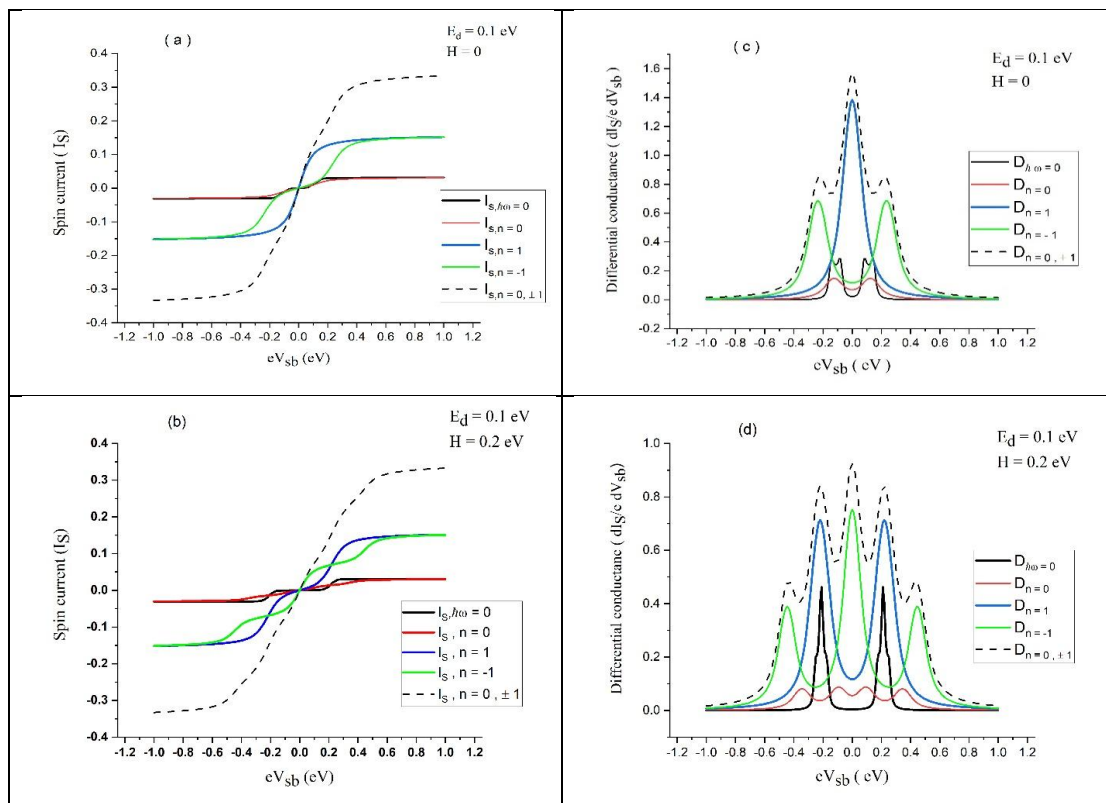 ( a )
E_d = 0.1 eV
H = 0
Spin current ( I_S )
0.4
0.3
0.2
0.1
0.0
-0.1
-0.2
-0.3
-0.4
I_s,ℏω = 0
I_s,n = 0
I_s,n = 1
I_s,n = -1
I_s,n = 0, ±1
-1.2 -1.0 -0.8 -0.6 -0.4 -0.2 0.0 0.2 0.4 0.6 0.8 1.0 1.2
eV_sb (eV)
( c )
E_d = 0.1 eV
H = 0
Differential conductance ( dI_S/e dV_sb)
1.6
1.4
1.2
1.0
0.8
0.6
0.4
0.2
0.0
-0.2
D_ℏω = 0
D_n = 0
D_n = 1
D_n = -1
-1.2 -1.0 -0.8 -0.6 -0.4 -0.2 0.0 0.2 0.4 0.6 0.8 1.0 1.2
eV_sb ( eV )
(b)
E_d = 0.1 eV
H = 0.2 eV
Spin current (I_S)
0.4
0.3
0.2
0.1
0.0
-0.1
-0.2
-0.3
-0.4
I_S, ℏω = 0
I_S , n = 0
I_S , n = 1
I_S , n = -1
I_S , n = 0 , ± 1
-1.2 -1.0 -0.8 -0.6 -0.4 -0.2 0.0 0.2 0.4 0.6 0.8 1.0 1.2
eV_sb (eV)
(d)
E_d = 0.1 eV
H = 0.2 eV
Differential conductanc ( dI_S/e dV_sb)
1.0
0.8
0.6
0.4
0.2
0.0
D_ℏω = 0
D_n = 0
D_n = 1
D_n = -1
D_n = 0 , ± 1
-1.2 -1.0 -0.8 -0.6 -0.4 -0.2 0.0 0.2 0.4 0.6 0.8 1.0 1.2
eV_sb ( eV)